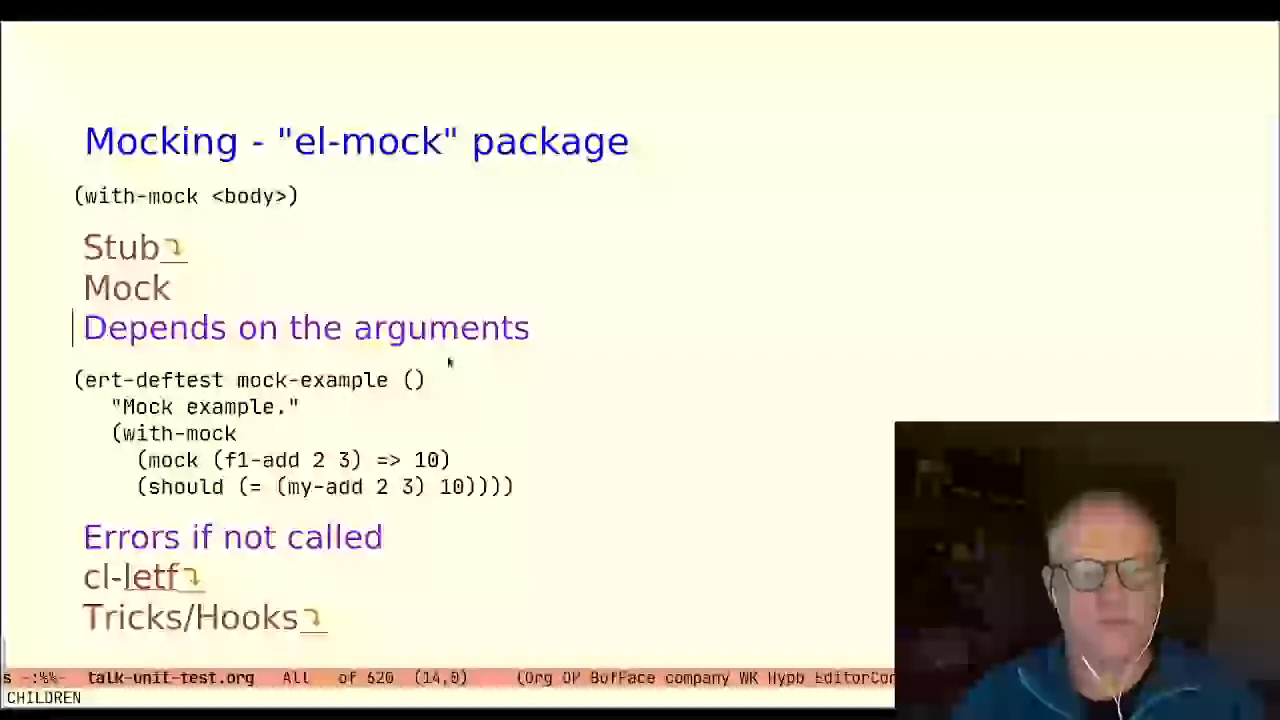 Mocking - "el-mock" package
(with-mock <body>)
Stub⤵
Mock
Depends on the arguments
(ert-deftest mock-example ()
"Mock example."
(with-mock
(mock (f1-add 2 3) => 10)
(should (= (my-add 2 3) 10))))
Errors if not called
cl-letf⤵
Tricks/Hooks⤵
s -:%%- talk-unit-test.org All of 620 (14,0) (Org OP BufFace company WK Hypb EditorCon
CHILDREN